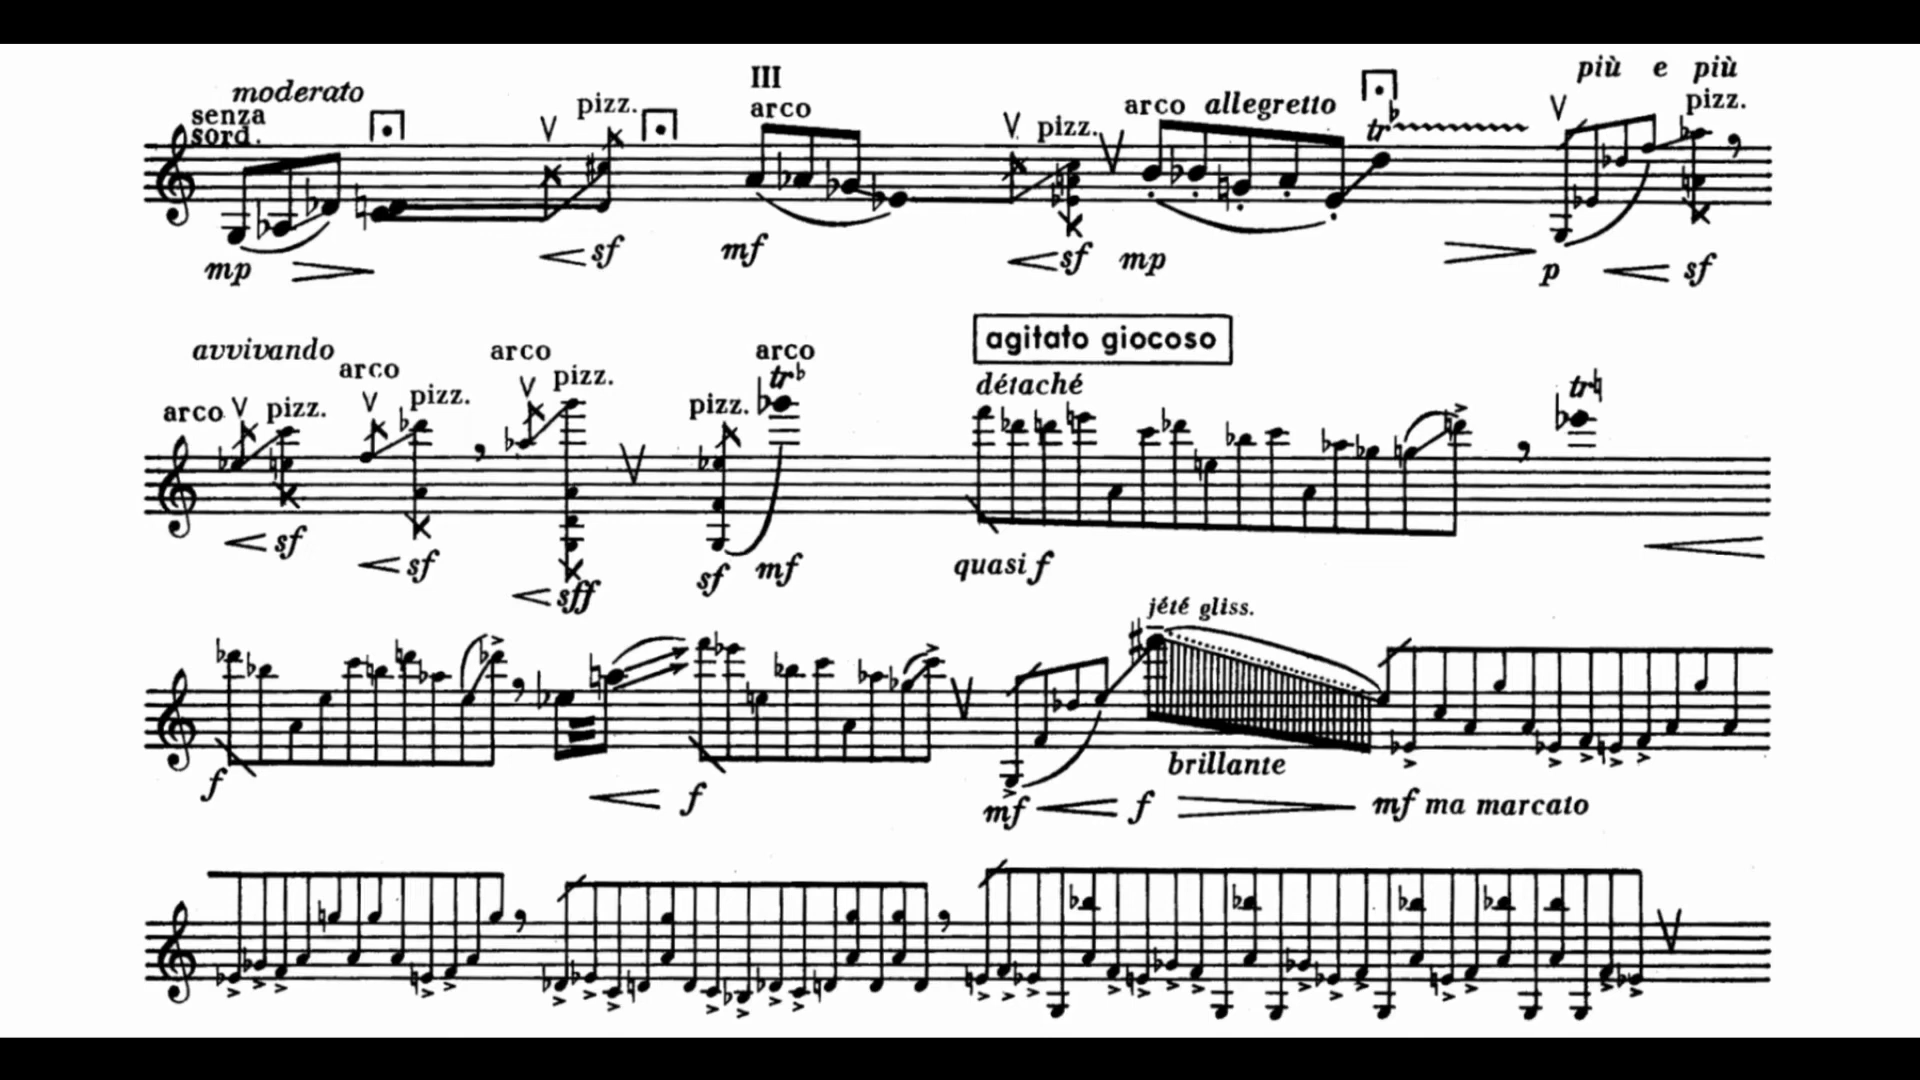 moderato
III
più e più
senza
sord.
pizz.
arco
arco allegretto
pizz.
pizz.
tr♭
mp
sf
mf
sf
mp
p
sf
avvivando
agitato giocoso
arco
pizz.
arco
pizz.
arco
pizz.
pizz.
arco
tr♭
détaché
tr♮
sf
sf
sff
sf
mf
quasi f
jété gliss.
brillante
f
f
mf
f
mf ma marcato